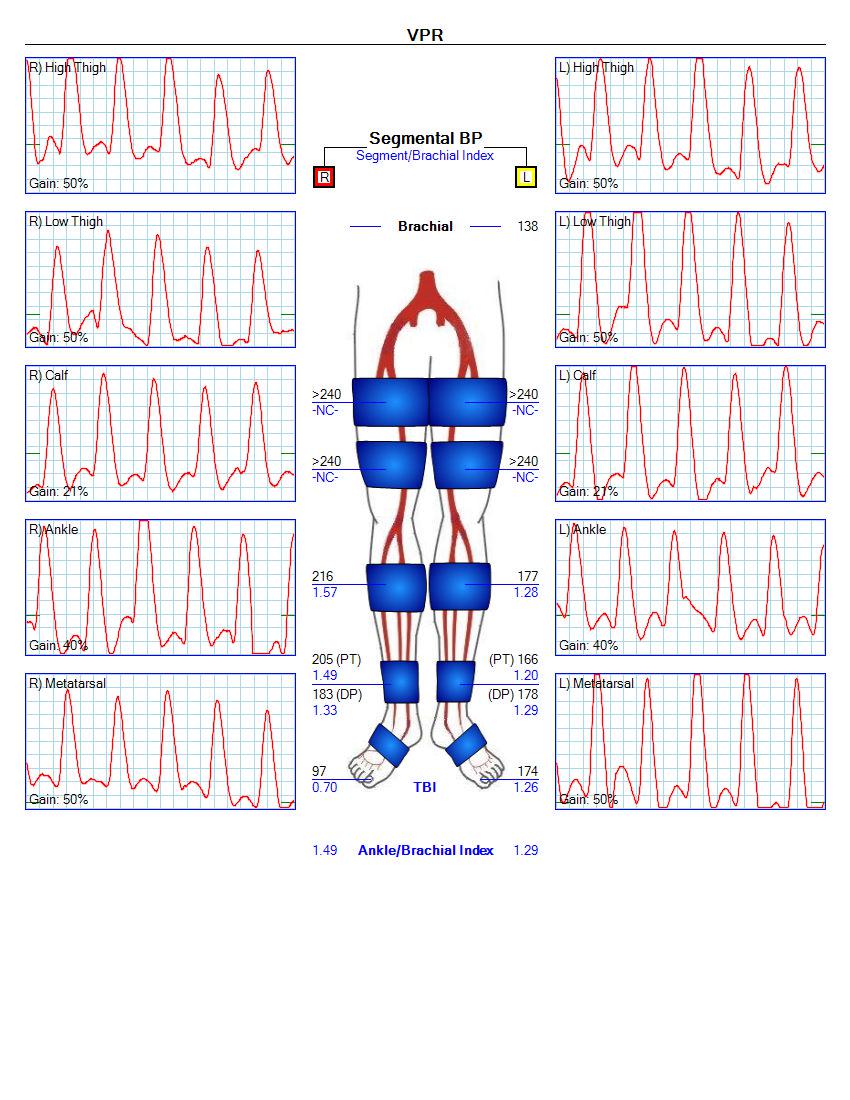 VPR
R) High Thigh
Gain: 50%
R) Low Thigh
Gain: 50%
R) Calf
Gain: 21%
R) Ankle
Gain: 40%
R) Metatarsal
Gain: 50%
Segmental BP
Segment/Brachial Index
R L
Brachial 138
>240 >240
-NC- -NC-
>240 >240
-NC- -NC-
216 177
1.57 1.28
205 (PT) (PT) 166
1.49 1.20
183 (DP) (DP) 178
1.33 1.29
97 174
0.70 TBI 1.26
1.49 Ankle/Brachial Index 1.29
L) High Thigh
Gain: 50%
L) Low Thigh
Gain: 50%
L) Calf
Gain: 21%
L) Ankle
Gain: 40%
L) Metatarsal
Gain: 50%